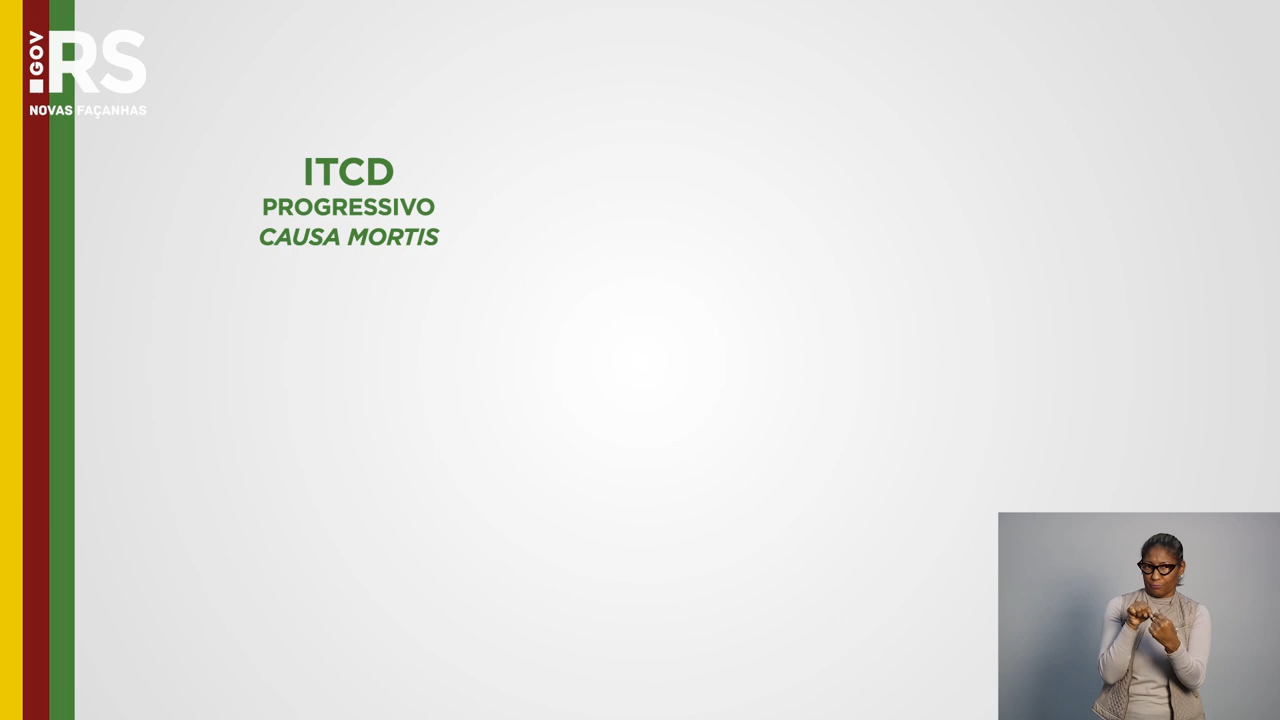 .GOV
RS
NOVAS FAÇANHAS
ITCD
PROGRESSIVO
CAUSA MORTIS